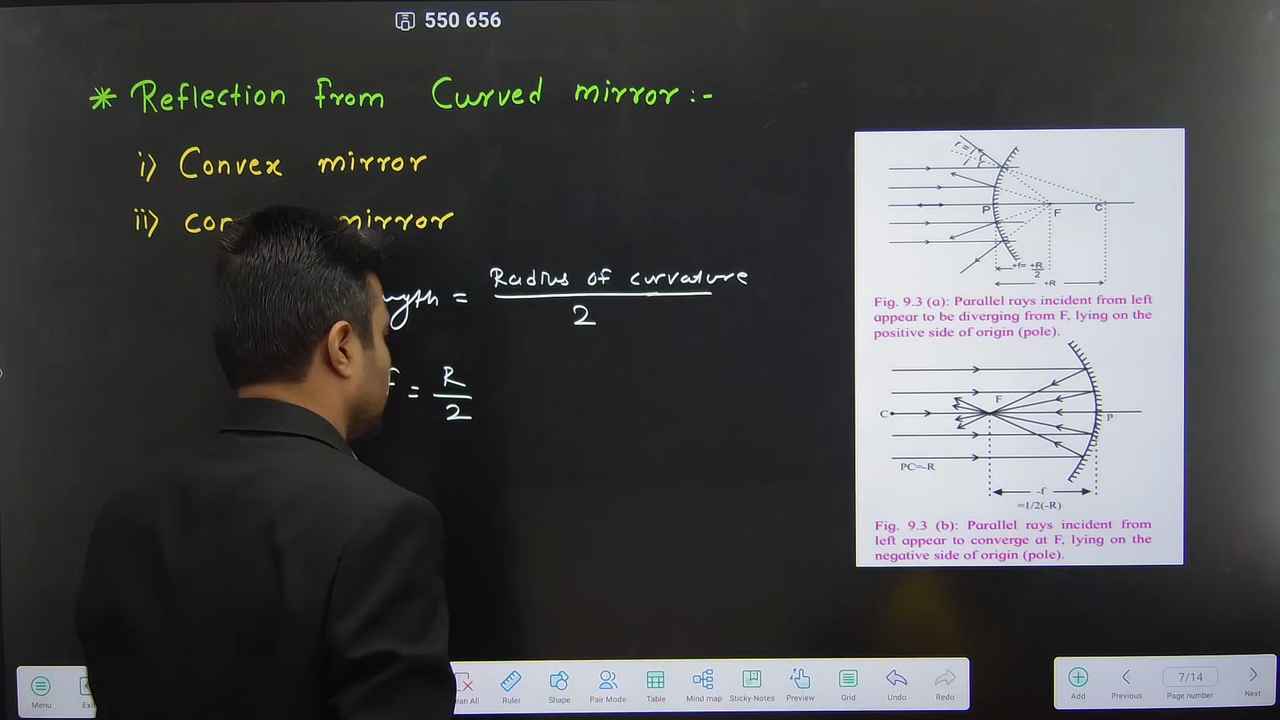 550 656
* Reflection from Curved mirror :-
i) Convex mirror
ii) con mirror
ngth = Radius of curvature
2
f = R
2
r = i
i
P
F
C
+f= +R
2
+R
Fig. 9.3 (a): Parallel rays incident from left
appear to be diverging from F, lying on the
positive side of origin (pole).
C
F
P
PC=-R
-f
=1/2(-R)
Fig. 9.3 (b): Parallel rays incident from
left appear to converge at F, lying on the
negative side of origin (pole).
Menu
Ruler
Shape
Pair Mode
Table
Mind map
Sticky-Notes
Preview
Grid
Undo
Redo
Add
Previous
7/14
Page number
Next